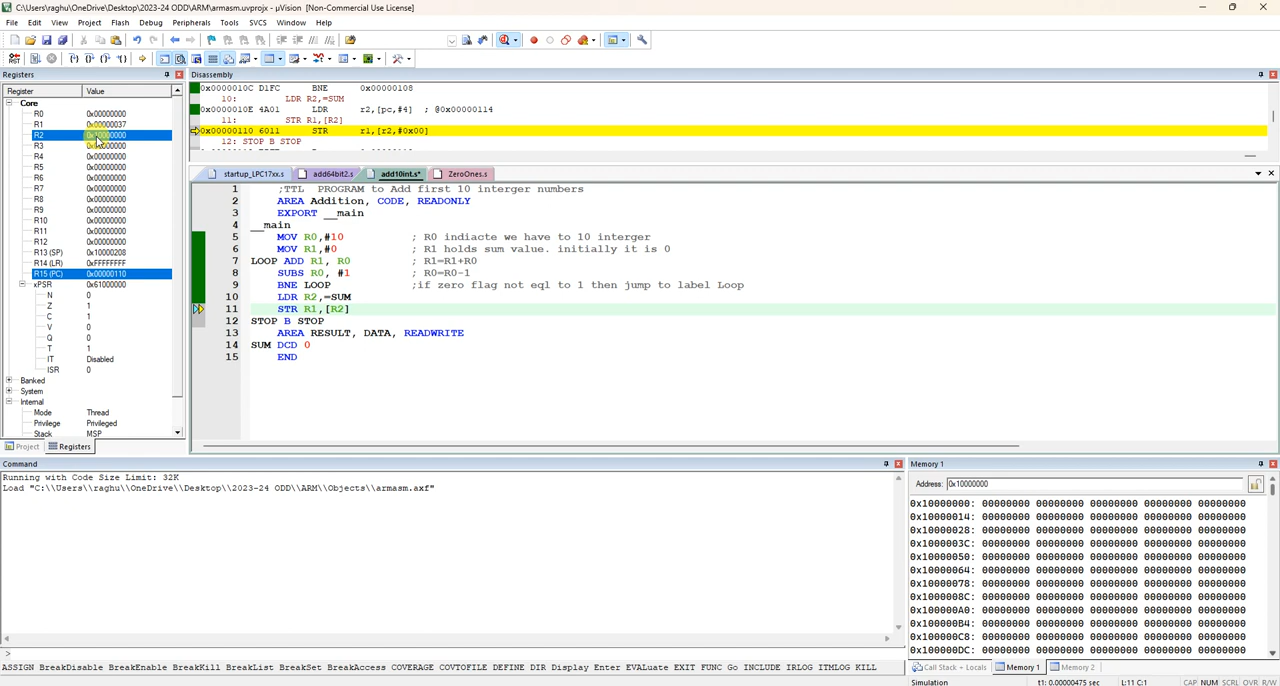 C:\Users\raghu\OneDrive\Desktop\2023-24 ODD\ARM\armasm.uvprojx - µVision [Non-Commercial Use License]
File Edit View Project Flash Debug Peripherals Tools SVCS Window Help
Registers
Register Value
Core
R0 0x00000000
R1 0x00000037
R2
R3
R4 0x00000000
R5 0x00000000
R6 0x00000000
R7 0x00000000
R8 0x00000000
R9 0x00000000
R10 0x00000000
R11 0x00000000
R12 0x00000000
R13 (SP) 0x10000208
R14 (LR) 0xFFFFFFFF
R15 (PC) 0x00000110
xPSR 0x61000000
N 0
Z 1
C 1
V 0
Q 0
T 1
IT Disabled
ISR 0
Banked
System
Internal
Mode Thread
Privilege Privileged
Stack MSP
Project Registers
Disassembly
0x0000010C D1FC BNE 0x00000108
10: LDR R2,=SUM
0x0000010E 4A01 LDR r2,[pc,#4] ; @0x00000114
11: STR R1,[R2]
0x00000110 6011 STR r1,[r2,#0x00]
12: STOP B STOP
startup_LPC17xx.s add64bit2.s add10int.s* ZeroOnes.s
1 ;TTL PROGRAM to Add first 10 interger numbers
2 AREA Addition, CODE, READONLY
3 EXPORT __main
4 __main
5 MOV R0,#10 ; R0 indiacte we have to 10 interger
6 MOV R1,#0 ; R1 holds sum value. initially it is 0
7 LOOP ADD R1, R0 ; R1=R1+R0
8 SUBS R0, #1 ; R0=R0-1
9 BNE LOOP ;if zero flag not eql to 1 then jump to label Loop
10 LDR R2,=SUM
11 STR R1,[R2]
12 STOP B STOP
13 AREA RESULT, DATA, READWRITE
14 SUM DCD 0
15 END
Command
Running with Code Size Limit: 32K
Load "C:\\Users\\raghu\\OneDrive\\Desktop\\2023-24 ODD\\ARM\\Objects\\armasm.axf"
>
ASSIGN BreakDisable BreakEnable BreakKill BreakList BreakSet BreakAccess COVERAGE COVTOFILE DEFINE DIR Display Enter EVALuate EXIT FUNC Go INCLUDE IRLOG ITMLOG KILL
Memory 1
Address: 0x10000000
0x10000000: 00000000 00000000 00000000 00000000 00000000
0x10000014: 00000000 00000000 00000000 00000000 00000000
0x10000028: 00000000 00000000 00000000 00000000 00000000
0x1000003C: 00000000 00000000 00000000 00000000 00000000
0x10000050: 00000000 00000000 00000000 00000000 00000000
0x10000064: 00000000 00000000 00000000 00000000 00000000
0x10000078: 00000000 00000000 00000000 00000000 00000000
0x1000008C: 00000000 00000000 00000000 00000000 00000000
0x100000A0: 00000000 00000000 00000000 00000000 00000000
0x100000B4: 00000000 00000000 00000000 00000000 00000000
0x100000C8: 00000000 00000000 00000000 00000000 00000000
0x100000DC: 00000000 00000000 00000000 00000000 00000000
Call Stack + Locals Memory 1 Memory 2
Simulation t1: 0.00000475 sec L:11 C:1 CAP NUM SCRL OVR R/W